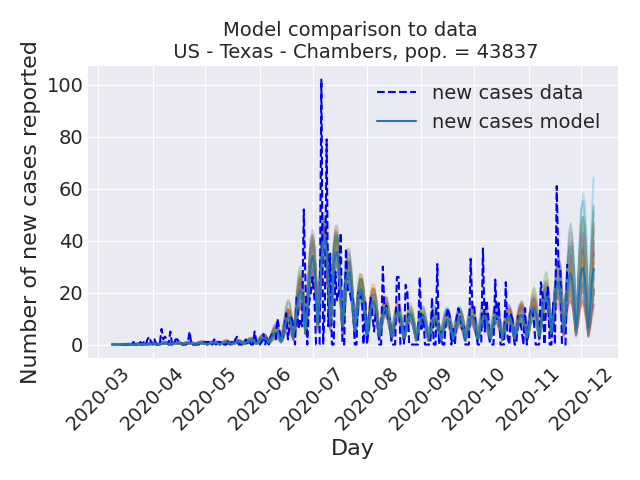 Model comparison to data
US - Texas - Chambers, pop. = 43837
Number of new cases reported
100
80
60
40
20
0
new cases data
new cases model
2020-03
2020-04
2020-05
2020-06
2020-07
2020-08
2020-09
2020-10
2020-11
2020-12
Day